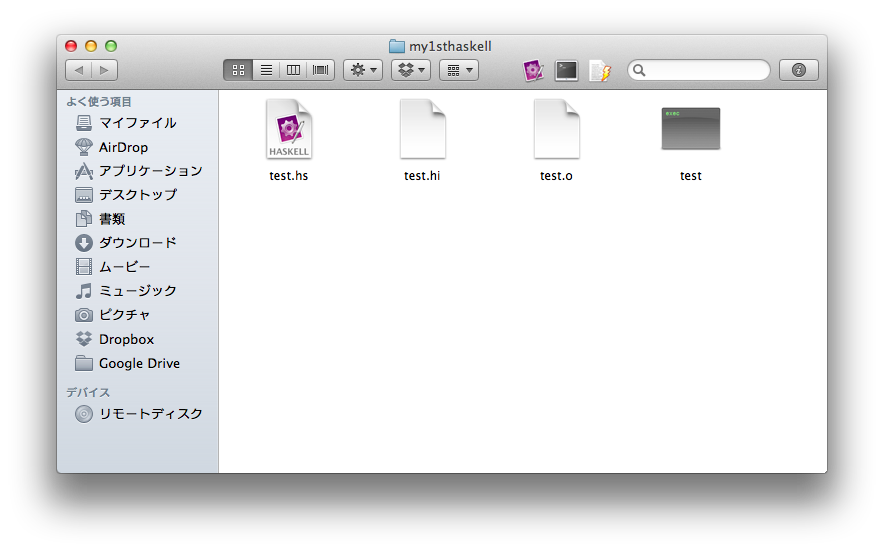 my1sthaskell
よく使う項目
マイファイル
AirDrop
アプリケーション
デスクトップ
書類
ダウンロード
ムービー
ミュージック
ピクチャ
Dropbox
Google Drive
デバイス
リモートディスク
HASKELL
exec
test.hs
test.hi
test.o
test